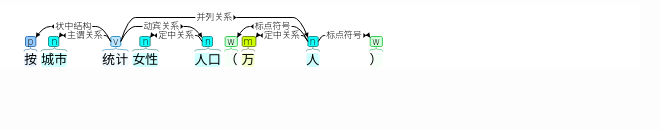 并列关系
状中结构 动宾关系 标点符号
主谓关系 定中关系 定中关系 标点符号
p n v n n w m n w
按 城市 统计 女性 人口 （ 万 人 ）